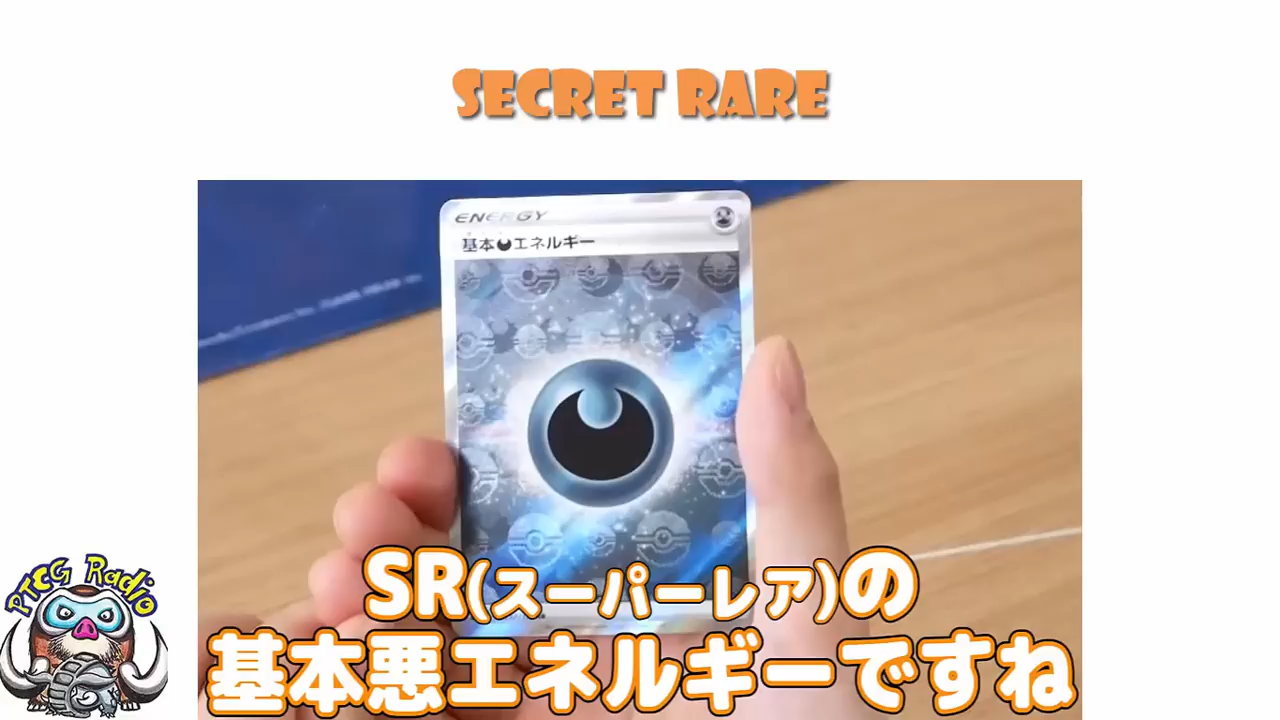 SECRET RARE
ENERGY
基本エネルギー
SR(スーパーレア)の
基本悪エネルギーですね
PTCG Radio